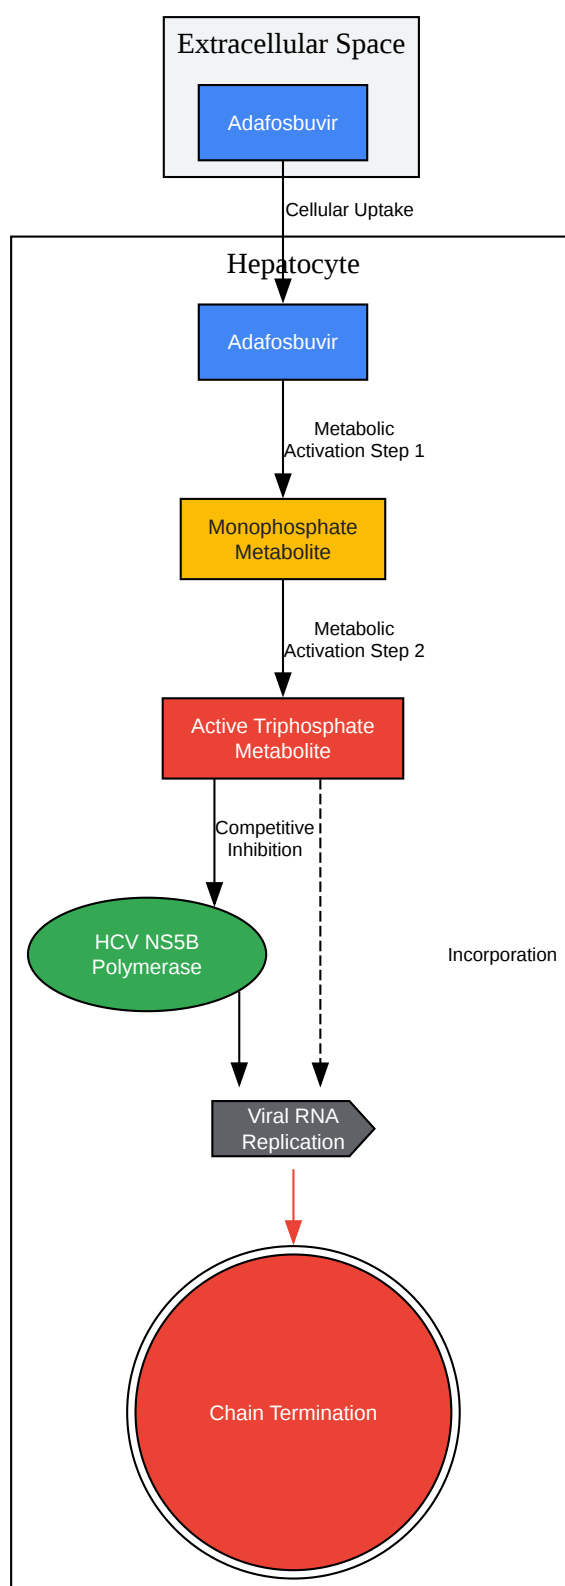 Extracellular Space
Adafosbuvir
Cellular Uptake
Hepatocyte
Adafosbuvir
Metabolic
Activation Step 1
Monophosphate
Metabolite
Metabolic
Activation Step 2
Active Triphosphate
Metabolite
Competitive
Inhibition
HCV NS5B
Polymerase
Incorporation
Viral RNA
Replication
Chain Termination